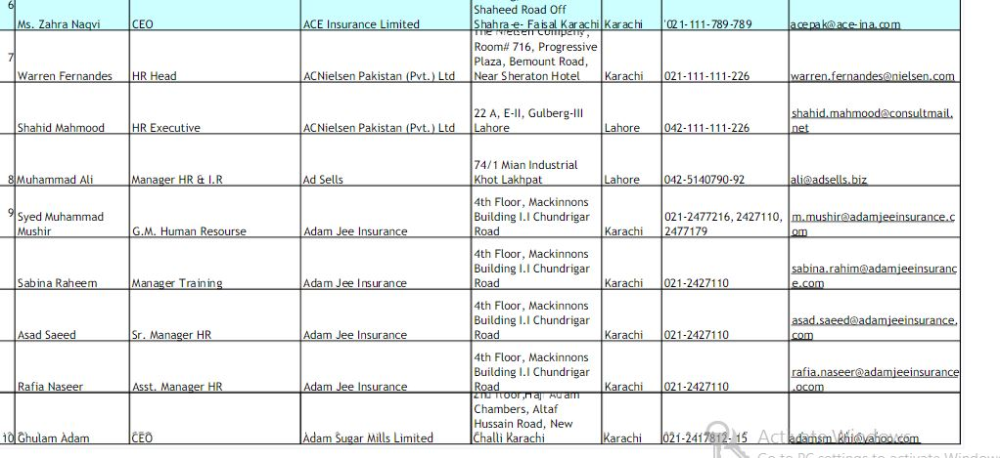 6
Ms. Zahra Naqvi CEO ACE Insurance Limited
Shaheed Road Off
Shahra-e- Faisal Karachi Karachi '021-111-789-789 acepak@ace-ina.com
7
The Nielsen Company,
Room# 716, Progressive
Plaza, Bemount Road,
Near Sheraton Hotel
Warren Fernandes HR Head ACNielsen Pakistan (Pvt.) Ltd Karachi 021-111-111-226 warren.fernandes@nielsen.com
Shahid Mahmood HR Executive ACNielsen Pakistan (Pvt.) Ltd
22 A, E-II, Gulberg-III
Lahore
Lahore 042-111-111-226
shahid.mahmood@consultmail.
net
8 Muhammad Ali Manager HR & I.R Ad Sells
74/1 Mian Industrial
Khot Lakhpat
Lahore 042-5140790-92 ali@adsells.biz
9
Syed Muhammad
Mushir
G.M. Human Resourse Adam Jee Insurance
4th Floor, Mackinnons
Building I.I Chundrigar
Road
Karachi
021-2477216, 2427110,
2477179
m.mushir@adamjeeinsurance.c
om
Sabina Raheem Manager Training Adam Jee Insurance
4th Floor, Mackinnons
Building I.I Chundrigar
Road
Karachi 021-2427110
sabina.rahim@adamjeeinsuranc
e.com
Asad Saeed Sr. Manager HR Adam Jee Insurance
4th Floor, Mackinnons
Building I.I Chundrigar
Road
Karachi 021-2427110
asad.saeed@adamjeeinsurance.
com
Rafia Naseer Asst. Manager HR Adam Jee Insurance
4th Floor, Mackinnons
Building I.I Chundrigar
Road
Karachi 021-2427110
rafia.naseer@adamjeeinsurance
.ocom
10 Ghulam Adam CEO Adam Sugar Mills Limited
2nd floor,Haji Adam
Chambers, Altaf
Hussain Road, New
Challi Karachi
Karachi 021-2417812-15 adamsm_khi@yahoo.com
Activate Windows
Go to PC settings to activate Windows